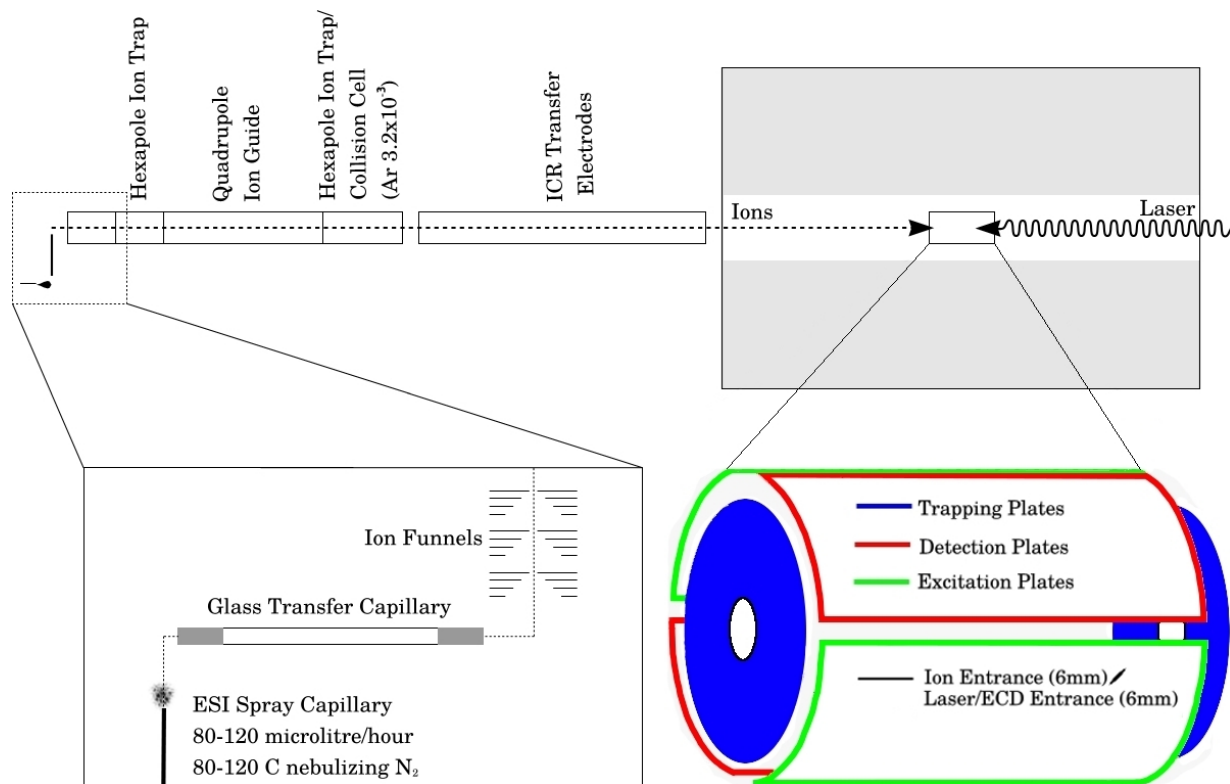 Hexapole Ion Trap
Quadrupole
Ion Guide
Hexapole Ion Trap/
Collision Cell
(Ar 3.2x10⁻³)
ICR Transfer
Electrodes
Ions
Laser
Ion Funnels
Glass Transfer Capillary
ESI Spray Capillary
80-120 microlitre/hour
80-120 C nebulizing N₂
Trapping Plates
Detection Plates
Excitation Plates
Ion Entrance (6mm)/
Laser/ECD Entrance (6mm)